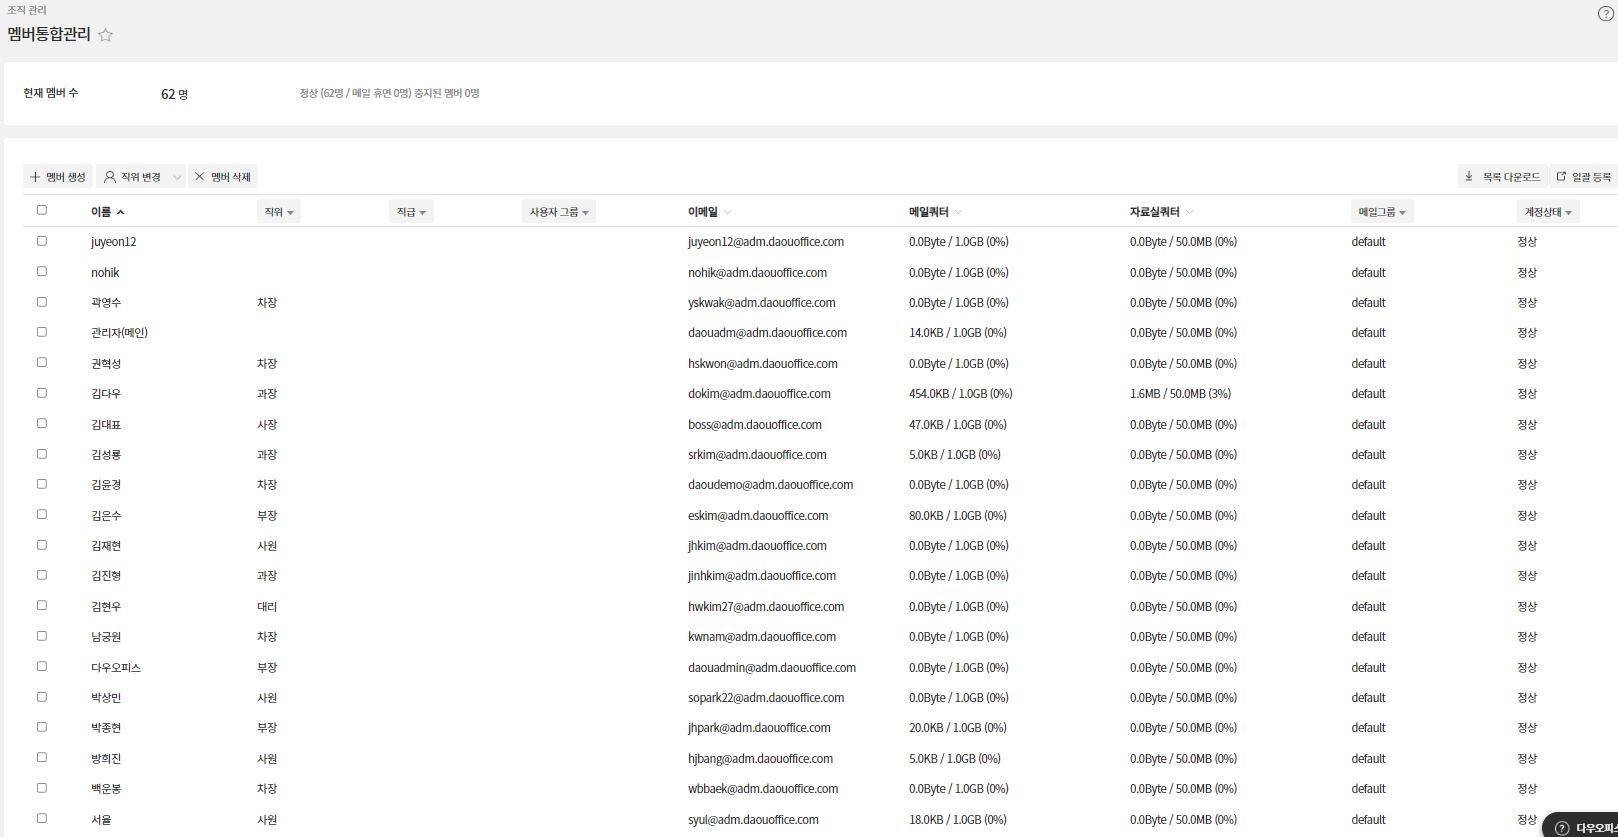 조직 관리
멤버통합관리
현재 멤버 수 62 명 정상 (62명 / 메일 휴면 0명) 중지된 멤버 0명
멤버 생성 직위 변경 멤버 삭제 목록 다운로드 일괄 등록
이름 직위 직급 사용자 그룹 이메일 메일쿼터 자료실쿼터 메일그룹 계정상태
juyeon12 juyeon12@adm.daouoffice.com 0.0Byte / 1.0GB (0%) 0.0Byte / 50.0MB (0%) default 정상
nohik nohik@adm.daouoffice.com 0.0Byte / 1.0GB (0%) 0.0Byte / 50.0MB (0%) default 정상
곽영수 차장 yskwak@adm.daouoffice.com 0.0Byte / 1.0GB (0%) 0.0Byte / 50.0MB (0%) default 정상
관리자(메인) daouadm@adm.daouoffice.com 14.0KB / 1.0GB (0%) 0.0Byte / 50.0MB (0%) default 정상
권혁성 차장 hskwon@adm.daouoffice.com 0.0Byte / 1.0GB (0%) 0.0Byte / 50.0MB (0%) default 정상
김다우 과장 dokim@adm.daouoffice.com 454.0KB / 1.0GB (0%) 1.6MB / 50.0MB (3%) default 정상
김대표 사장 boss@adm.daouoffice.com 47.0KB / 1.0GB (0%) 0.0Byte / 50.0MB (0%) default 정상
김성룡 과장 srkim@adm.daouoffice.com 5.0KB / 1.0GB (0%) 0.0Byte / 50.0MB (0%) default 정상
김윤경 차장 daoudemo@adm.daouoffice.com 0.0Byte / 1.0GB (0%) 0.0Byte / 50.0MB (0%) default 정상
김은수 부장 eskim@adm.daouoffice.com 80.0KB / 1.0GB (0%) 0.0Byte / 50.0MB (0%) default 정상
김재현 사원 jhkim@adm.daouoffice.com 0.0Byte / 1.0GB (0%) 0.0Byte / 50.0MB (0%) default 정상
김진형 과장 jinhkim@adm.daouoffice.com 0.0Byte / 1.0GB (0%) 0.0Byte / 50.0MB (0%) default 정상
김현우 대리 hwkim27@adm.daouoffice.com 0.0Byte / 1.0GB (0%) 0.0Byte / 50.0MB (0%) default 정상
남궁원 차장 kwnam@adm.daouoffice.com 0.0Byte / 1.0GB (0%) 0.0Byte / 50.0MB (0%) default 정상
다우오피스 부장 daouadmin@adm.daouoffice.com 0.0Byte / 1.0GB (0%) 0.0Byte / 50.0MB (0%) default 정상
박상민 사원 sopark22@adm.daouoffice.com 0.0Byte / 1.0GB (0%) 0.0Byte / 50.0MB (0%) default 정상
박종현 부장 jhpark@adm.daouoffice.com 20.0KB / 1.0GB (0%) 0.0Byte / 50.0MB (0%) default 정상
방희진 사원 hjbang@adm.daouoffice.com 5.0KB / 1.0GB (0%) 0.0Byte / 50.0MB (0%) default 정상
백운봉 차장 wbbaek@adm.daouoffice.com 0.0Byte / 1.0GB (0%) 0.0Byte / 50.0MB (0%) default 정상
서율 사원 syul@adm.daouoffice.com 18.0KB / 1.0GB (0%) 0.0Byte / 50.0MB (0%) default 정상
다우오피